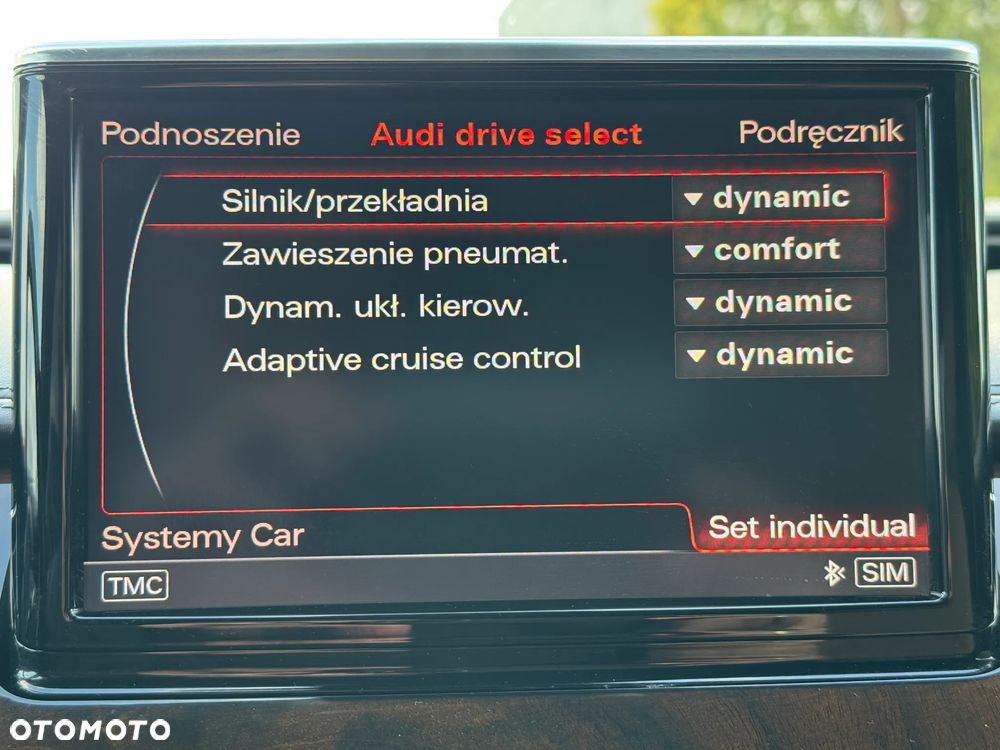 Podnoszenie Audi drive select Podręcznik
Silnik/przekładnia dynamic
Zawieszenie pneumat. comfort
Dynam. ukł. kierow. dynamic
Adaptive cruise control dynamic
Systemy Car Set individual
TMC SIM
OTOMOTO